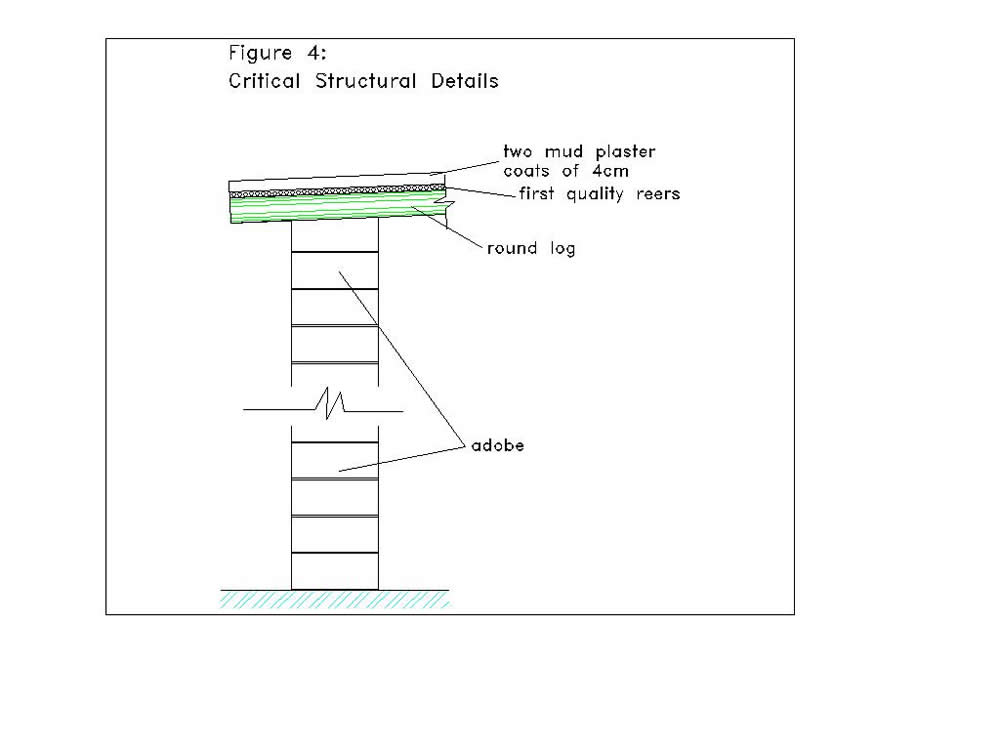 Figure 4:
Critical Structural Details
two mud plaster
coats of 4cm
first quality reers
round log
adobe